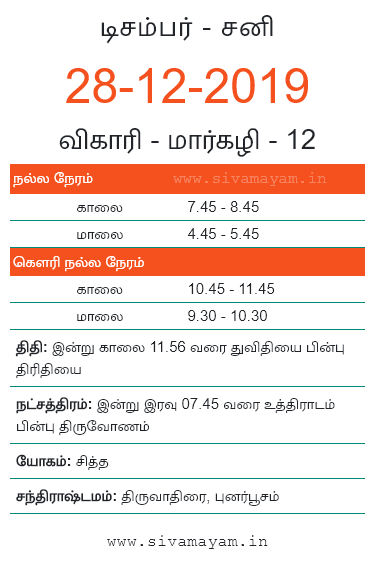 டிசம்பர் - சனி
28-12-2019
விகாரி - மார்கழி - 12
நல்ல நேரம் www.sivamayam.in
காலை 7.45 - 8.45
மாலை 4.45 - 5.45
கௌரி நல்ல நேரம்
காலை 10.45 - 11.45
மாலை 9.30 - 10.30
திதி: இன்று காலை 11.56 வரை துவிதியை பின்பு
திரிதியை
நட்சத்திரம்: இன்று இரவு 07.45 வரை உத்திராடம்
பின்பு திருவோணம்
யோகம்: சித்த
சந்திராஷ்டமம்: திருவாதிரை, புனர்பூசம்
www.sivamayam.in